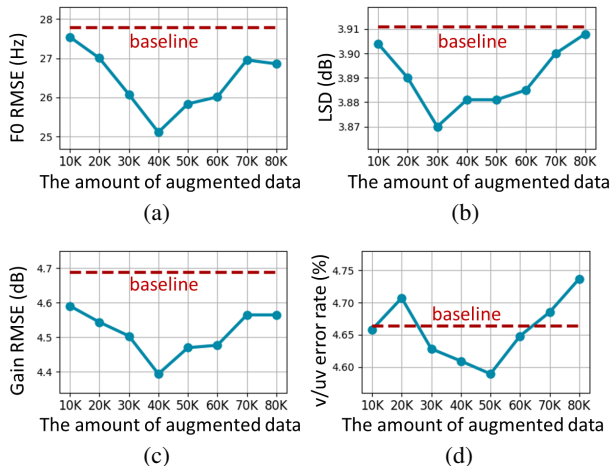 F0 RMSE (Hz)
28
27
26
25
baseline
10K 20K 30K 40K 50K 60K 70K 80K
The amount of augmented data
(a)
LSD (dB)
3.91
3.90
3.89
3.88
3.87
baseline
10K 20K 30K 40K 50K 60K 70K 80K
The amount of augmented data
(b)
Gain RMSE (dB)
4.7
4.6
4.5
4.4
baseline
10K 20K 30K 40K 50K 60K 70K 80K
The amount of augmented data
(c)
v/uv error rate (%)
4.75
4.70
4.65
4.60
baseline
10K 20K 30K 40K 50K 60K 70K 80K
The amount of augmented data
(d)